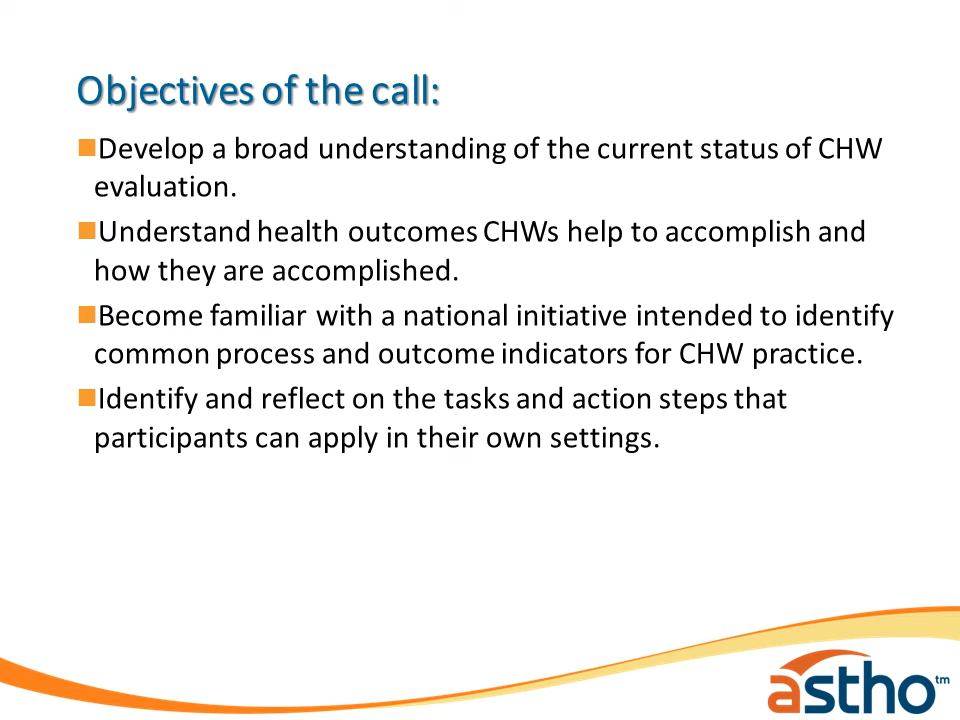 Objectives of the call:
Develop a broad understanding of the current status of CHW
evaluation.
Understand health outcomes CHWs help to accomplish and
how they are accomplished.
Become familiar with a national initiative intended to identify
common process and outcome indicators for CHW practice.
Identify and reflect on the tasks and action steps that
participants can apply in their own settings.
astho™